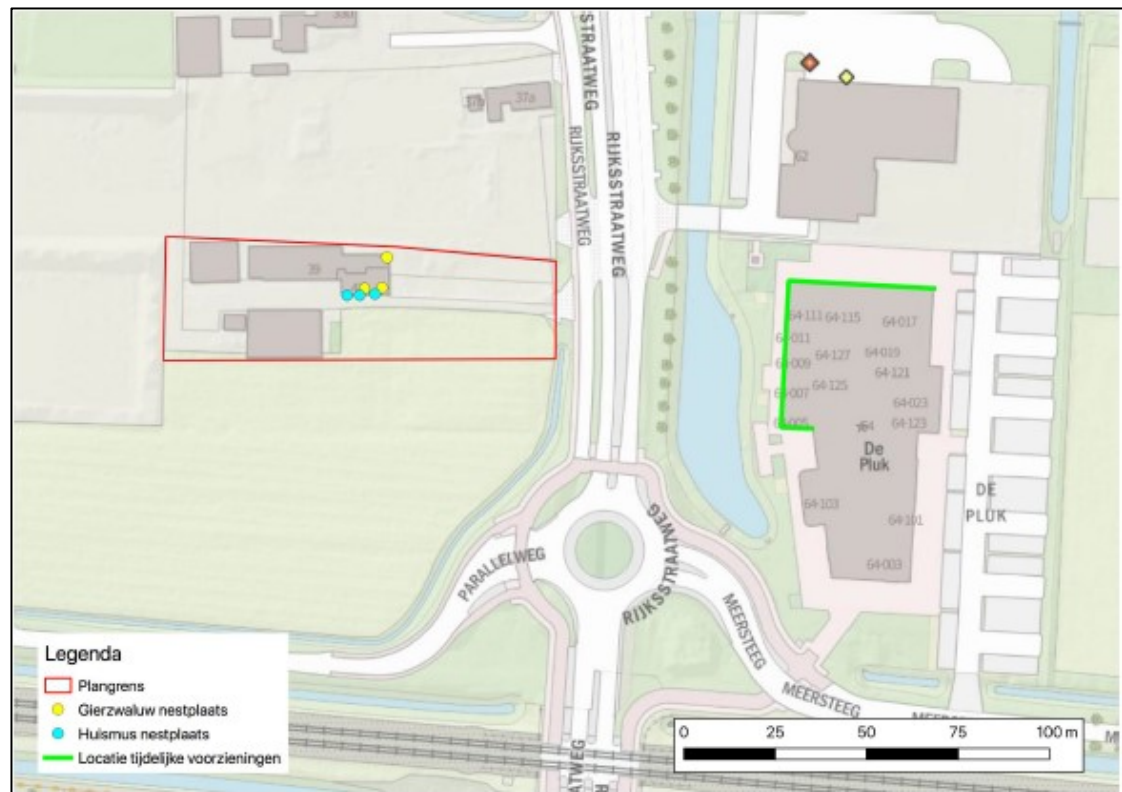 STRAATWEG
RIJKSSTRAATWEG
RIJKSSTRAATWEG
37a
62
39
64-111
64-115
64-017
64-011
64-127
64-019
64-009
64-121
64-125
64-007
64-023
64-005
64
64-123
De
Pluk
DE
PLUK
64-103
64-101
64-003
PARALLELWEG
RIJKSSTRAATWEG
MEERSTEEG
MEERSTEEG
Legenda
Plangrens
Gierzwaluw nestplaats
Huismus nestplaats
Locatie tijdelijke voorzieningen
0 25 50 75 100 m